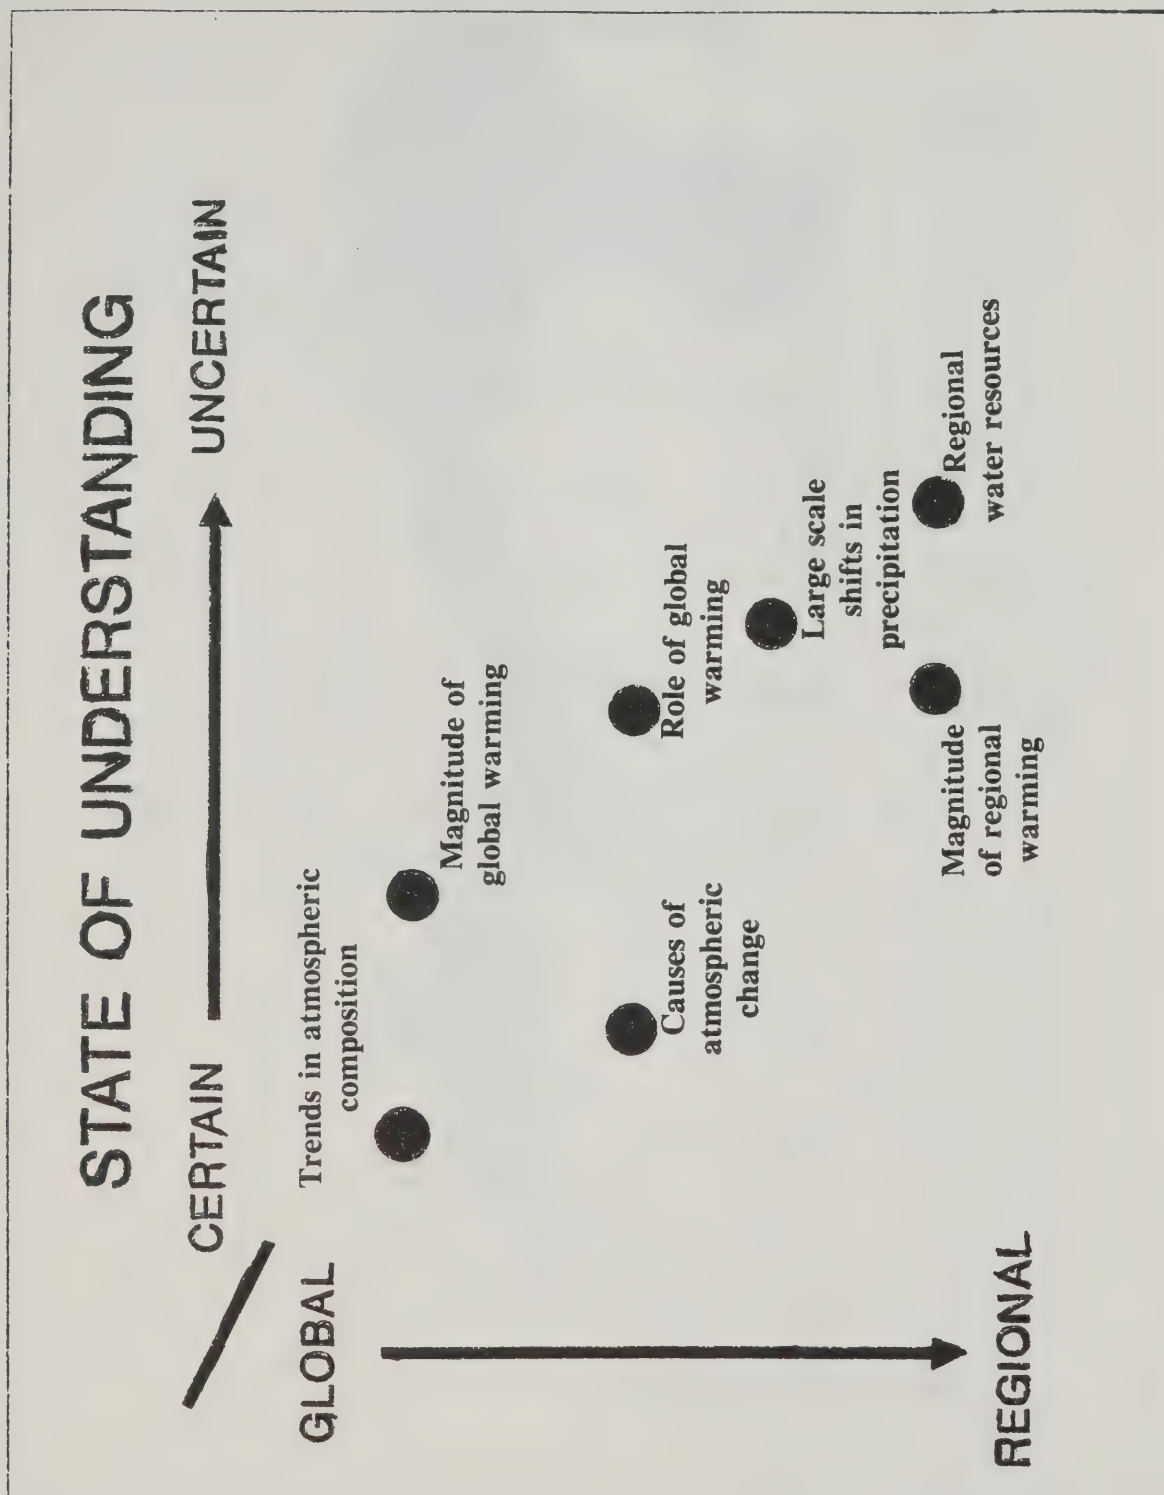 STATE OF UNDERSTANDING
CERTAIN
UNCERTAIN
GLOBAL
Trends in atmospheric
composition
Magnitude of
global warming
Causes of
atmospheric
change
Role of global
warming
Large scale
shifts in
precipitation
Magnitude
of regional
warming
Regional
water resources
REGIONAL